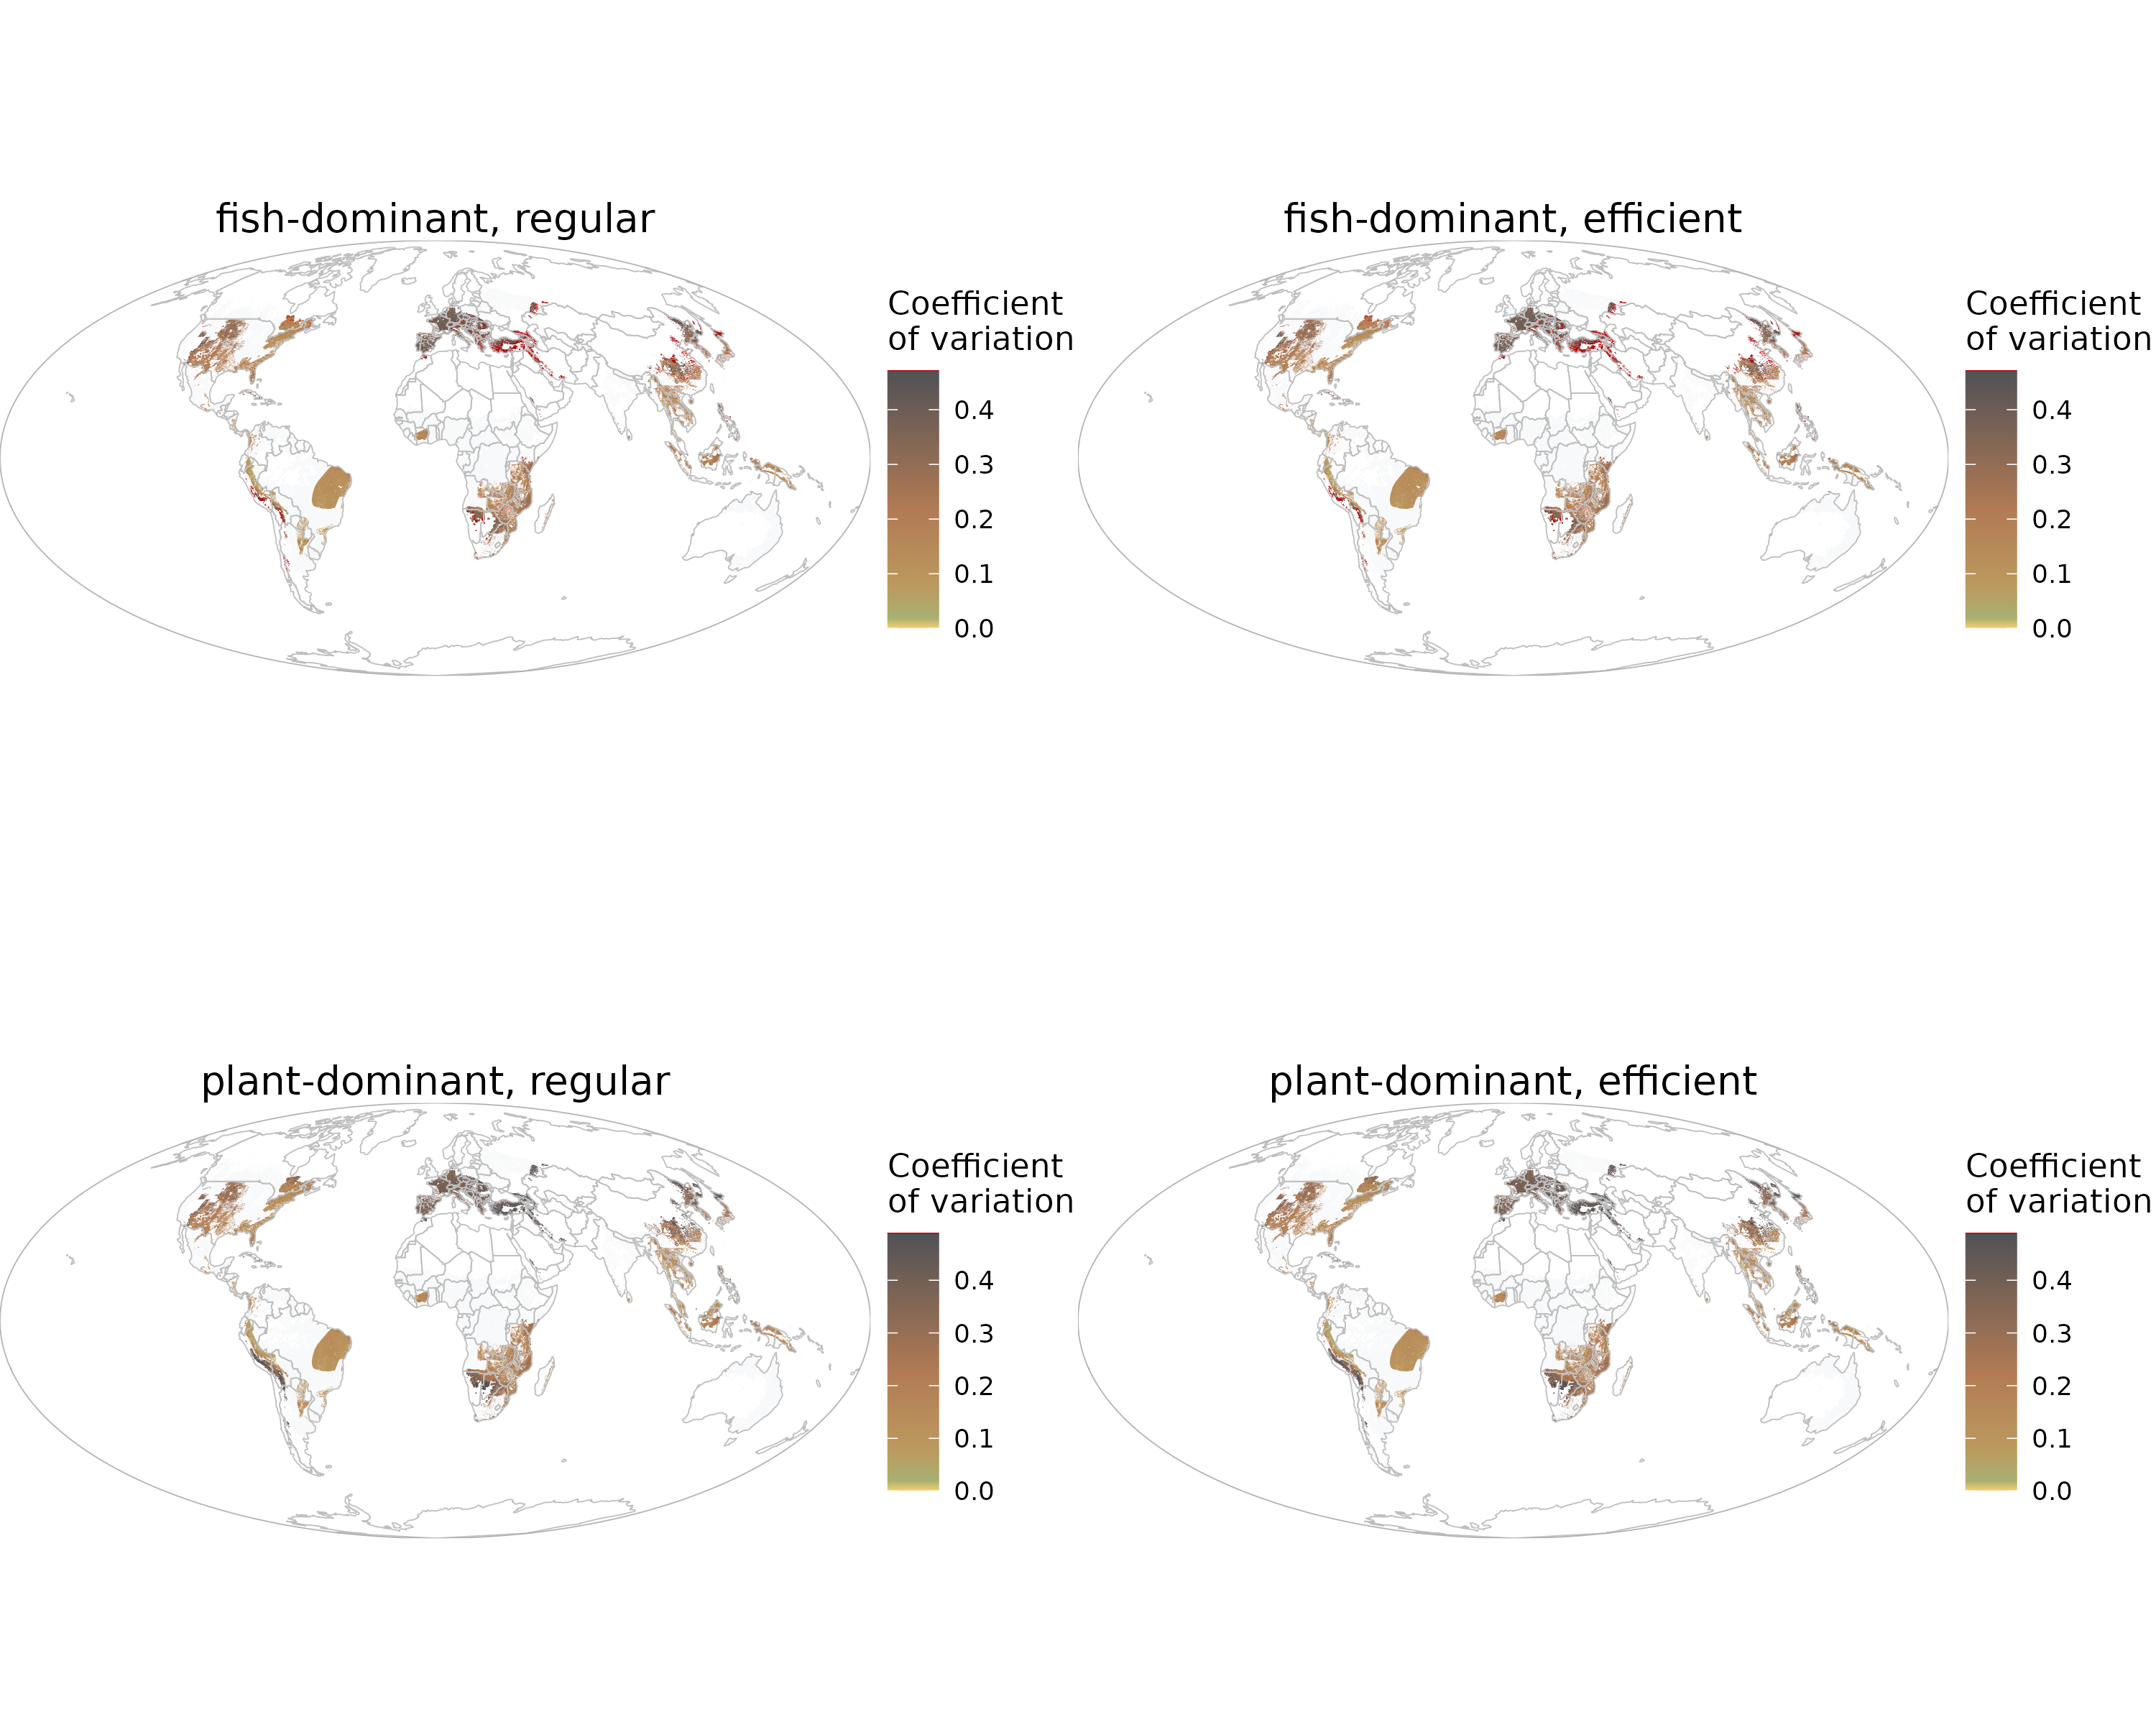 fish-dominant, regular
Coefficient
of variation
0.4
0.3
0.2
0.1
0.0
fish-dominant, efficient
Coefficient
of variation
0.4
0.3
0.2
0.1
0.0
plant-dominant, regular
Coefficient
of variation
0.4
0.3
0.2
0.1
0.0
plant-dominant, efficient
Coefficient
of variation
0.4
0.3
0.2
0.1
0.0